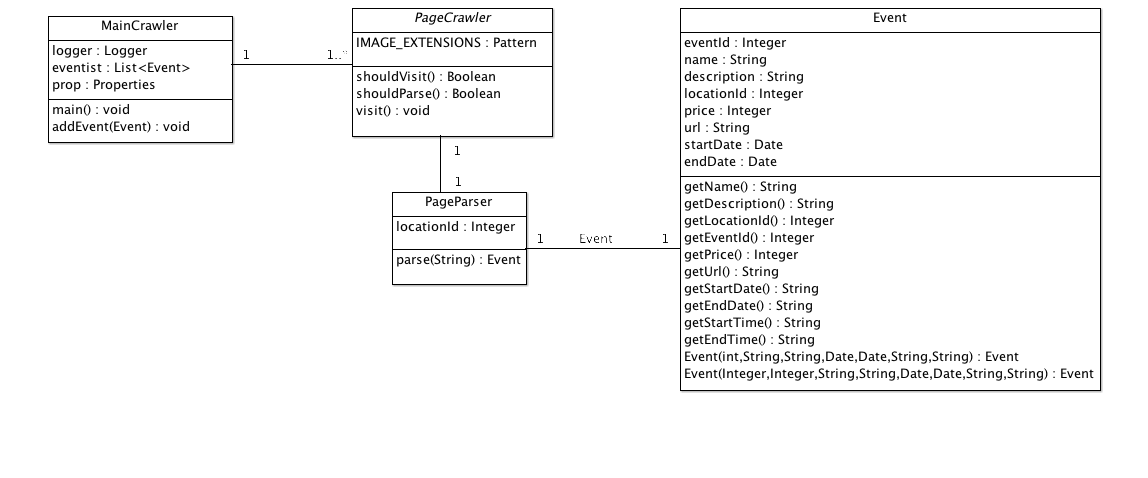 MainCrawler
logger : Logger
eventist : List<Event>
prop : Properties
main() : void
addEvent(Event) : void
1
1..*
PageCrawler
IMAGE_EXTENSIONS : Pattern
shouldVisit() : Boolean
shouldParse() : Boolean
visit() : void
1
1
PageParser
locationId : Integer
parse(String) : Event
1
Event
1
Event
eventId : Integer
name : String
description : String
locationId : Integer
price : Integer
url : String
startDate : Date
endDate : Date
getName() : String
getDescription() : String
getLocationId() : Integer
getEventId() : Integer
getPrice() : Integer
getUrl() : String
getStartDate() : String
getEndDate() : String
getStartTime() : String
getEndTime() : String
Event(int,String,String,Date,Date,String,String) : Event
Event(Integer,Integer,String,String,Date,Date,String,String) : Event